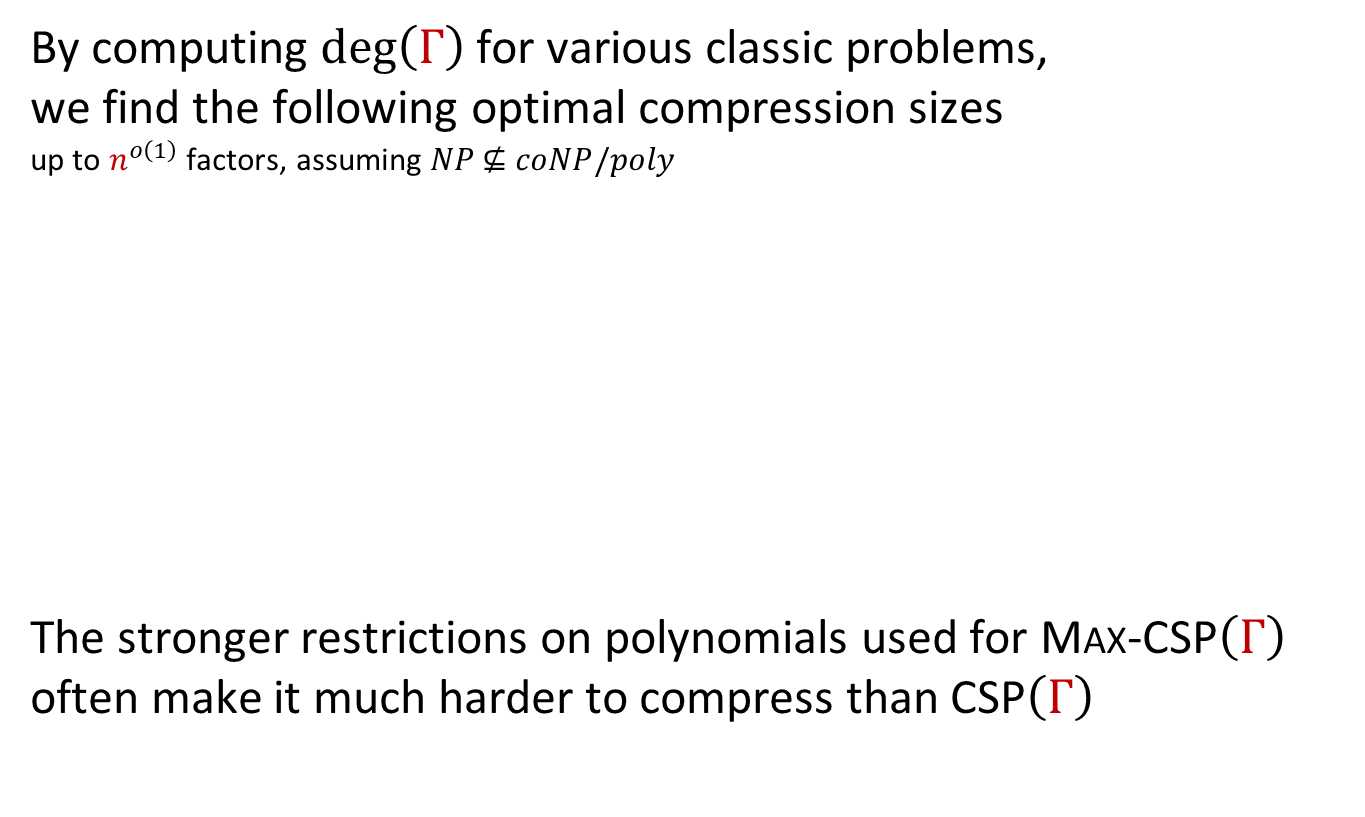 By computing deg(Γ) for various classic problems,
we find the following optimal compression sizes
up to n^{o(1)} factors, assuming NP ⊈ coNP/poly
The stronger restrictions on polynomials used for MAX-CSP(Γ)
often make it much harder to compress than CSP(Γ)